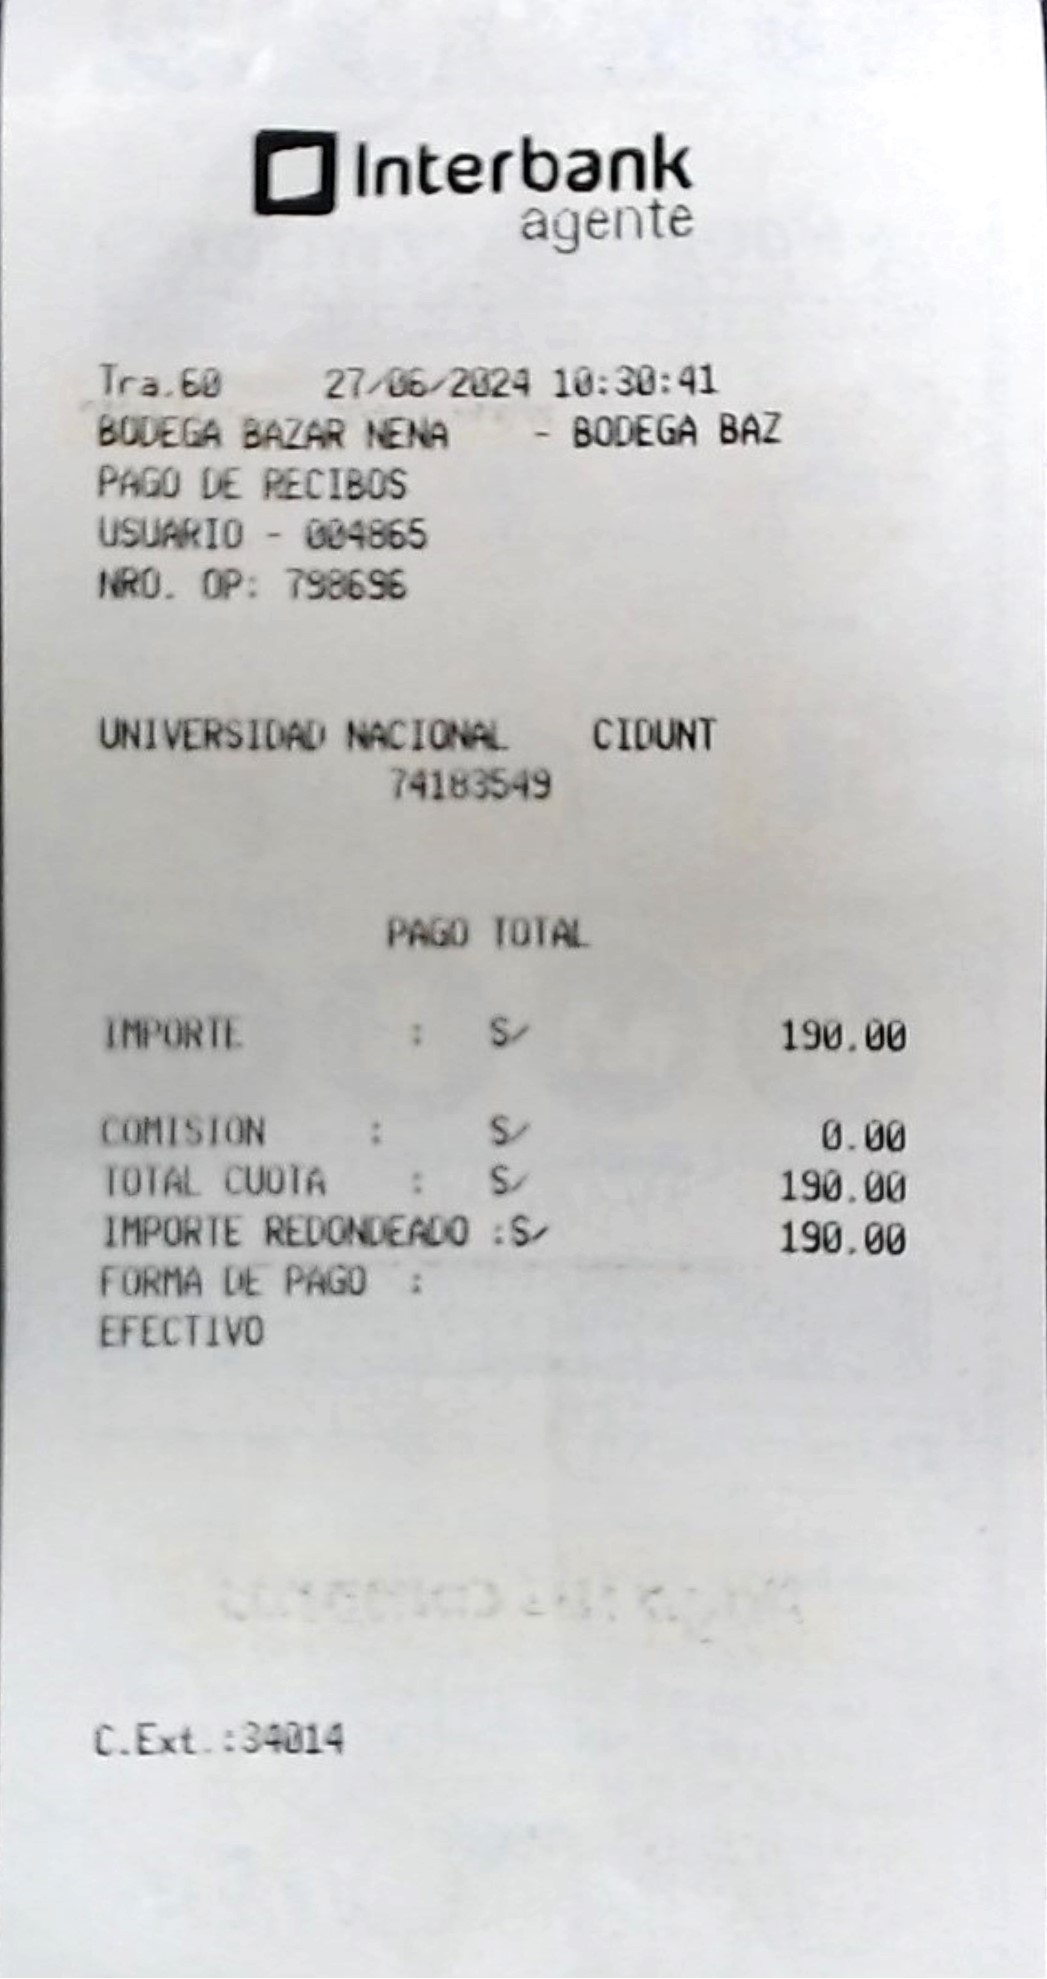 Interbank
agente
Tra.60 27/06/2024 10:30:41
BODEGA BAZAR NENA - BODEGA BAZ
PAGO DE RECIBOS
USUARIO - 004865
NRO. OP: 798696
UNIVERSIDAD NACIONAL CIDUNT
74183549
PAGO TOTAL
IMPORTE : S/ 190.00
COMISION : S/ 0.00
TOTAL CUOTA : S/ 190.00
IMPORTE REDONDEADO :S/ 190.00
FORMA DE PAGO :
EFECTIVO
C.Ext.:34014